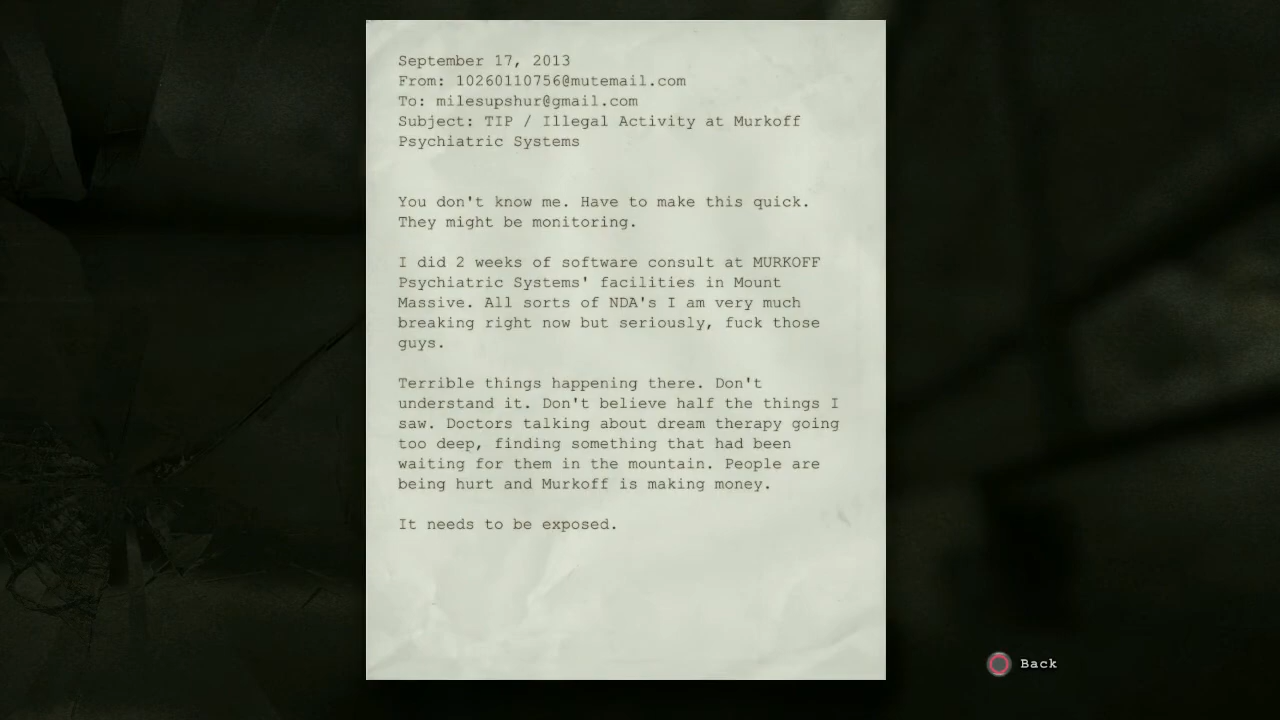 September 17, 2013
From: 10260110756@mutemail.com
To: milesupshur@gmail.com
Subject: TIP / Illegal Activity at Murkoff
Psychiatric Systems
You don't know me. Have to make this quick.
They might be monitoring.
I did 2 weeks of software consult at MURKOFF
Psychiatric Systems' facilities in Mount
Massive. All sorts of NDA's I am very much
breaking right now but seriously, fuck those
guys.
Terrible things happening there. Don't
understand it. Don't believe half the things I
saw. Doctors talking about dream therapy going
too deep, finding something that had been
waiting for them in the mountain. People are
being hurt and Murkoff is making money.
It needs to be exposed.
Back